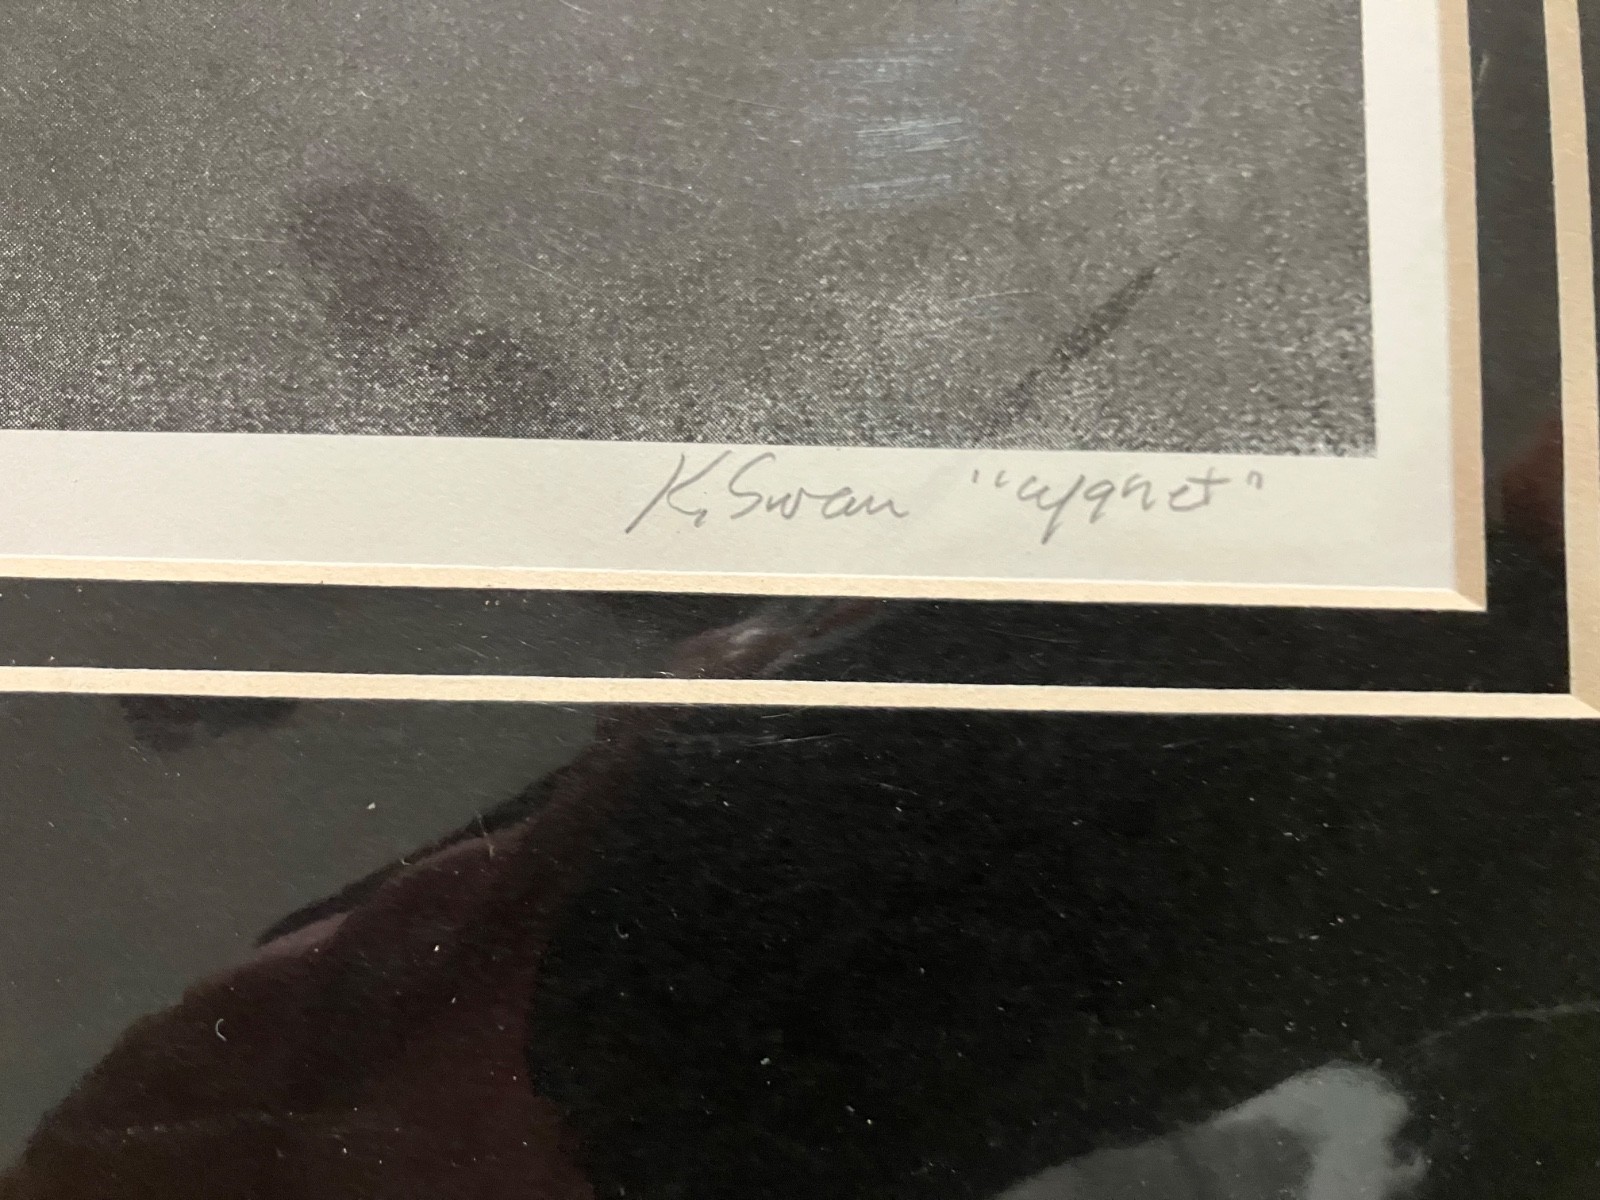 K. Swan "cygnet"